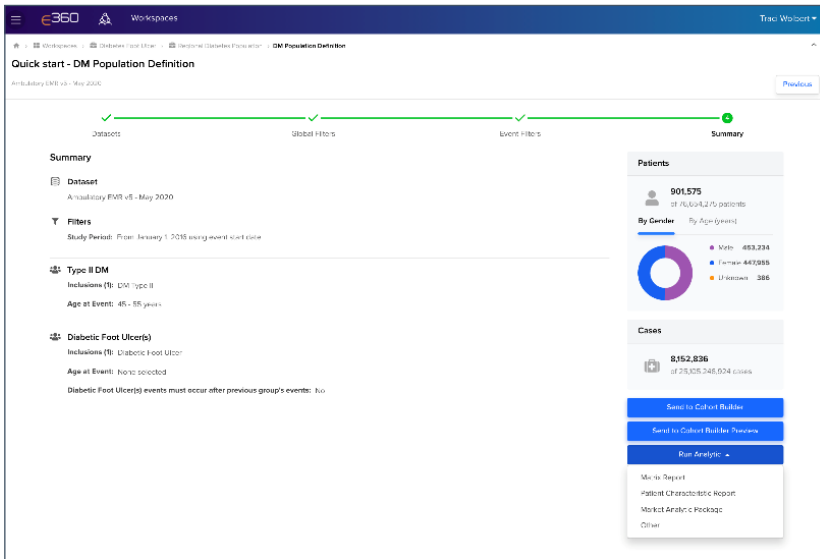 E360 Workspaces Traci Wolbert
Workspaces Diabetes Foot Ulcer Regional Diabetes Population DM Population Definition
Quick start - DM Population Definition
Ambulatory EMR v5 - May 2020
Previous
Datasets Global Filters Event Filters 4 Summary
Summary
Dataset
Ambulatory EMR v5 - May 2020
Filters
Study Period: From January 1, 2015 using event start date
Type II DM
Inclusions (1): DM Type II
Age at Event: 45 - 55 years
Diabetic Foot Ulcer(s)
Inclusions (1): Diabetic Foot Ulcer
Age at Event: None selected
Diabetic Foot Ulcer(s) events must occur after previous group's events: No
Patients
901,575
of 76,654,275 patients
By Gender By Age (years)
Male 453,234
Female 447,955
Unknown 386
Cases
8,152,836
of 25,105,248,924 cases
Send to Cohort Builder
Send to Cohort Builder Preview
Run Analytic
Matrix Report
Patient Characteristic Report
Market Analytic Package
Other